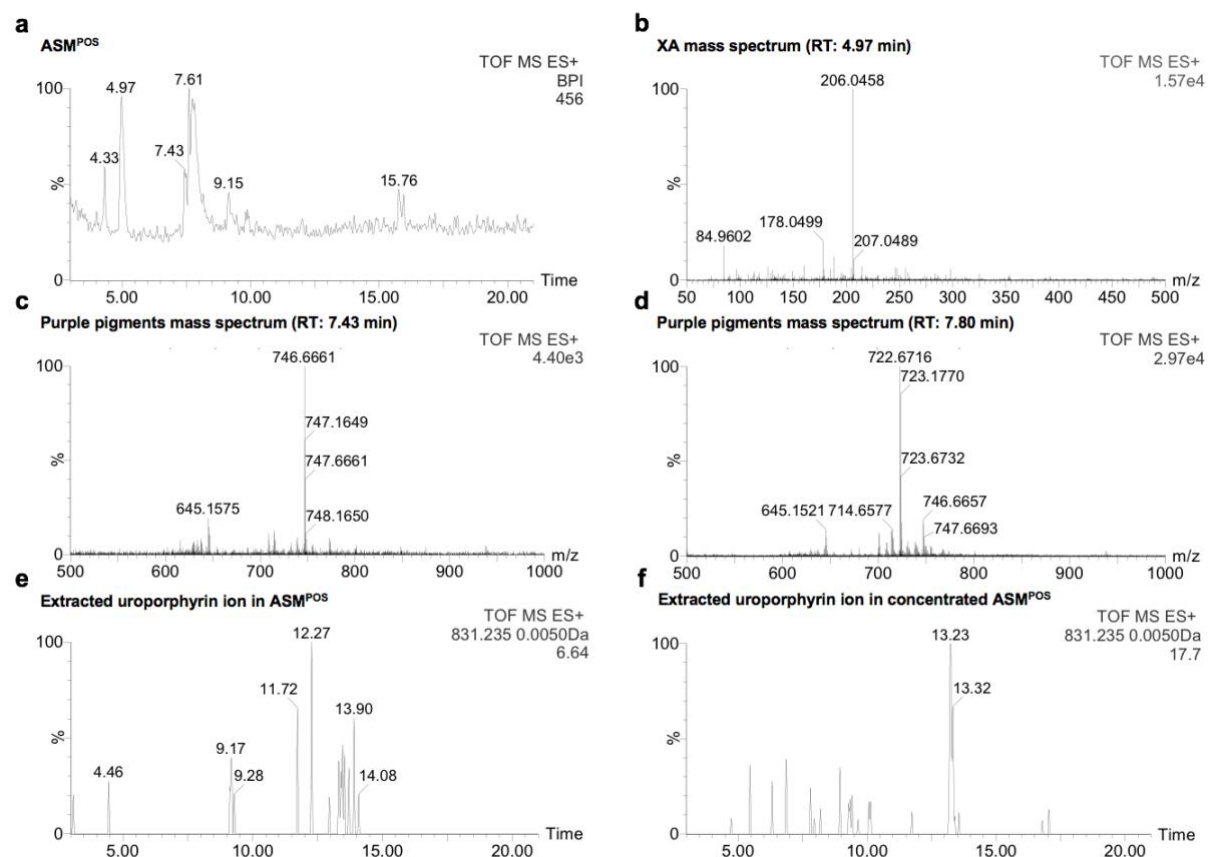 a
ASMPOS
TOF MS ES+
BPI
456
100
%
0
4.33
4.97
7.43
7.61
9.15
15.76
Time
5.00 10.00 15.00 20.00
b
XA mass spectrum (RT: 4.97 min)
TOF MS ES+
1.57e4
100
%
0
206.0458
178.0499
207.0489
84.9602
m/z
50 100 150 200 250 300 350 400 450 500
c
Purple pigments mass spectrum (RT: 7.43 min)
TOF MS ES+
4.40e3
100
%
0
746.6661
747.1649
747.6661
748.1650
645.1575
m/z
500 600 700 800 900 1000
d
Purple pigments mass spectrum (RT: 7.80 min)
TOF MS ES+
2.97e4
100
%
0
722.6716
723.1770
723.6732
645.1521 714.6577
746.6657
747.6693
m/z
500 600 700 800 900 1000
e
Extracted uroporphyrin ion in ASMPOS
TOF MS ES+
831.235 0.0050Da
6.64
100
%
0
12.27
11.72
13.90
9.17
9.28
4.46
14.08
Time
5.00 10.00 15.00 20.00
f
Extracted uroporphyrin ion in concentrated ASMPOS
TOF MS ES+
831.235 0.0050Da
17.7
100
%
0
13.23
13.32
Time
5.00 10.00 15.00 20.00